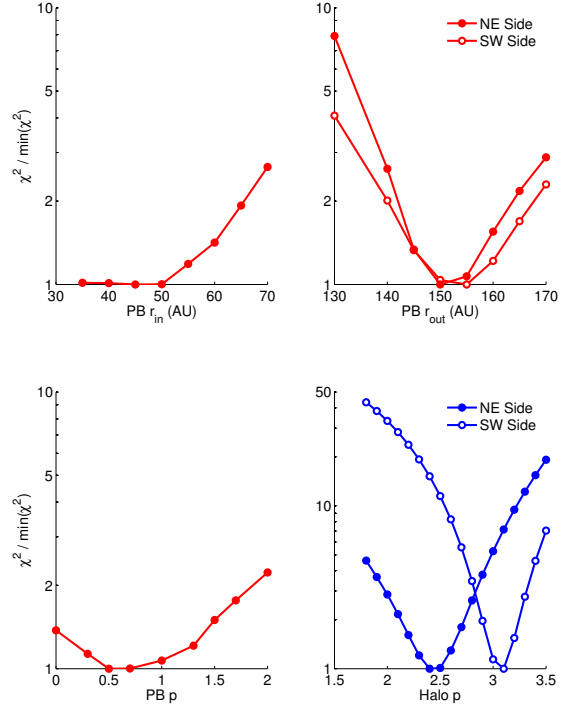 10
5
2
1
χ² / min(χ²)
30 40 50 60 70
PB r_in (AU)
10
5
2
1
NE Side
SW Side
130 140 150 160 170
PB r_out (AU)
10
5
2
1
χ² / min(χ²)
0 0.5 1 1.5 2
PB p
50
10
1
NE Side
SW Side
1.5 2 2.5 3 3.5
Halo p